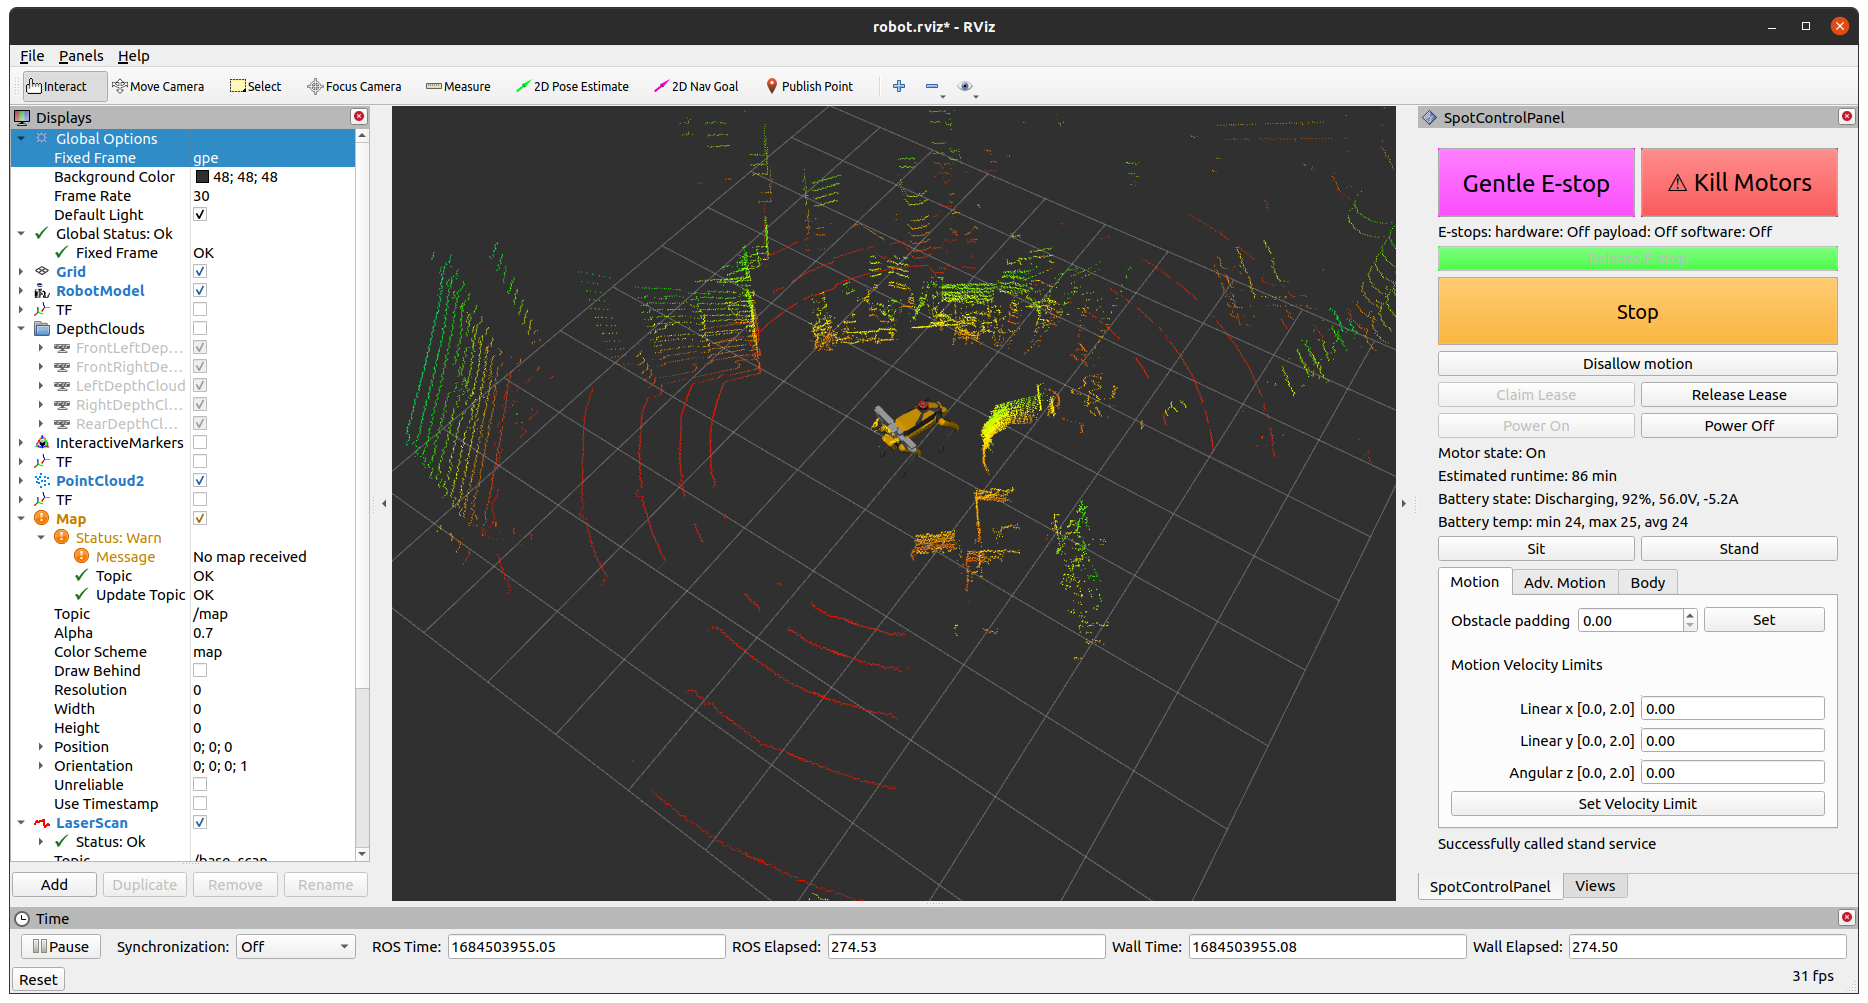 robot.rviz* - RViz
File Panels Help
Interact Move Camera Select Focus Camera Measure 2D Pose Estimate 2D Nav Goal Publish Point
Displays
Global Options
Fixed Frame gpe
Background Color 48; 48; 48
Frame Rate 30
Default Light
Global Status: Ok
Fixed Frame OK
Grid
RobotModel
TF
DepthClouds
FrontLeftDep...
FrontRightDe...
LeftDepthCloud
RightDepthCl...
RearDepthCl...
InteractiveMarkers
TF
PointCloud2
TF
Map
Status: Warn
Message No map received
Topic OK
Update Topic OK
Topic /map
Alpha 0.7
Color Scheme map
Draw Behind
Resolution 0
Width 0
Height 0
Position 0; 0; 0
Orientation 0; 0; 0; 1
Unreliable
Use Timestamp
LaserScan
Status: Ok
Topic /base_scan
Add Duplicate Remove Rename
SpotControlPanel
Gentle E-stop ⚠ Kill Motors
E-stops: hardware: Off payload: Off software: Off
Release E-stop
Stop
Disallow motion
Claim Lease Release Lease
Power On Power Off
Motor state: On
Estimated runtime: 86 min
Battery state: Discharging, 92%, 56.0V, -5.2A
Battery temp: min 24, max 25, avg 24
Sit Stand
Motion Adv. Motion Body
Obstacle padding 0.00 Set
Motion Velocity Limits
Linear x [0.0, 2.0] 0.00
Linear y [0.0, 2.0] 0.00
Angular z [0.0, 2.0] 0.00
Set Velocity Limit
Successfully called stand service
SpotControlPanel Views
Time
Pause Synchronization: Off ROS Time: 1684503955.05 ROS Elapsed: 274.53 Wall Time: 1684503955.08 Wall Elapsed: 274.50
Reset 31 fps